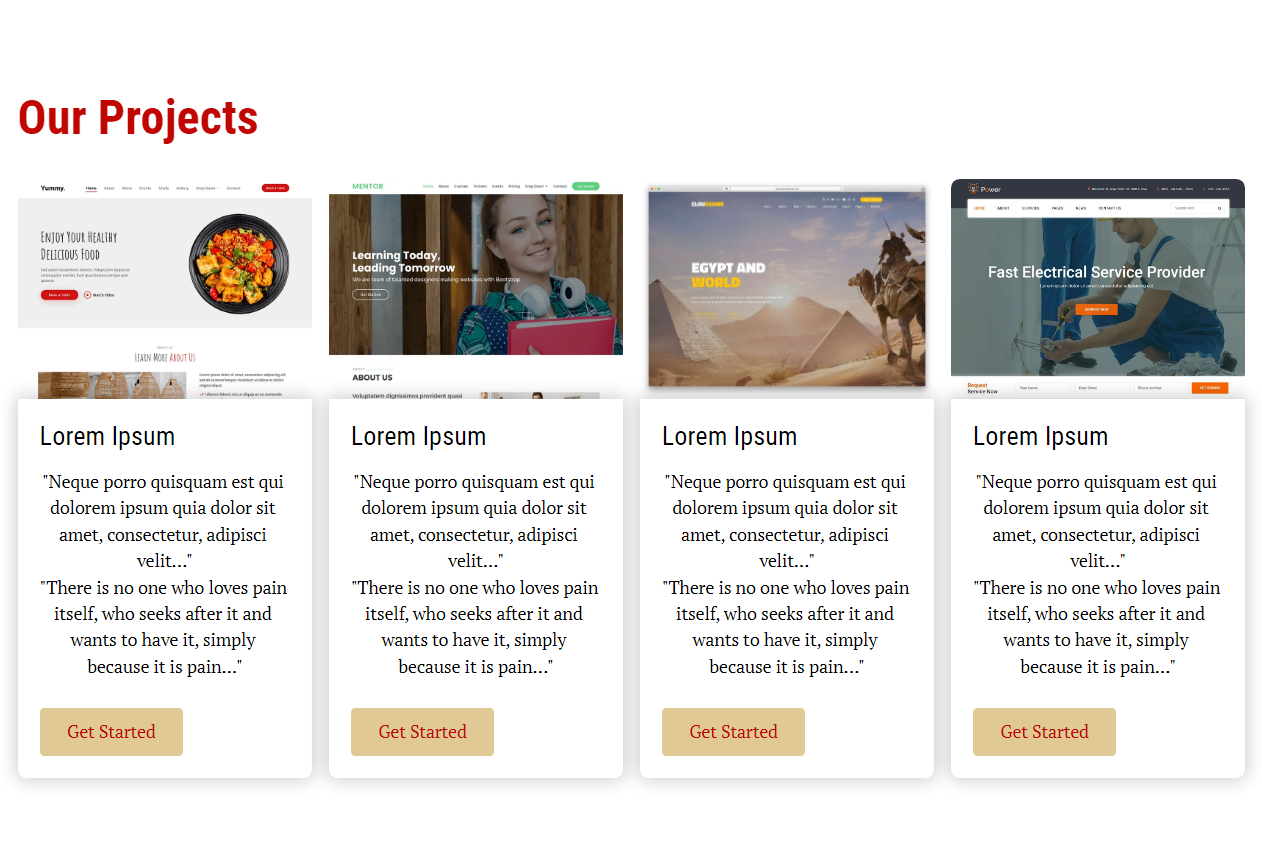 Our Projects
Yummy.
Home About Menu Events Chefs Gallery Drop Down Contact
Book a Table
ENJOY YOUR HEALTHY
DELICIOUS FOOD
Book a Table Watch Video
ABOUT US
LEARN MORE ABOUT US
MENTOR
Home About Courses Trainers Events Pricing Drop Down Contact Get Started
Learning Today,
Leading Tomorrow
We are team of talented designers making websites with Bootstrap
Get Started
ABOUT
ABOUT US
Voluptatem dignissimos provident quasi
EGYPT AND
WORLD
Power
HOME ABOUT SERVICES PAGES NEWS CONTACT US
Fast Electrical Service Provider
Lorem ipsum dolor sit amet consectetur adipiscing elit
CONTACT NOW
Request
Service Now
Your Name
Enter Email
Phone number
Lorem Ipsum
"Neque porro quisquam est qui
dolorem ipsum quia dolor sit
amet, consectetur, adipisci
velit..."
"There is no one who loves pain
itself, who seeks after it and
wants to have it, simply
because it is pain..."
Get Started
Lorem Ipsum
"Neque porro quisquam est qui
dolorem ipsum quia dolor sit
amet, consectetur, adipisci
velit..."
"There is no one who loves pain
itself, who seeks after it and
wants to have it, simply
because it is pain..."
Get Started
Lorem Ipsum
"Neque porro quisquam est qui
dolorem ipsum quia dolor sit
amet, consectetur, adipisci
velit..."
"There is no one who loves pain
itself, who seeks after it and
wants to have it, simply
because it is pain..."
Get Started
Lorem Ipsum
"Neque porro quisquam est qui
dolorem ipsum quia dolor sit
amet, consectetur, adipisci
velit..."
"There is no one who loves pain
itself, who seeks after it and
wants to have it, simply
because it is pain..."
Get Started